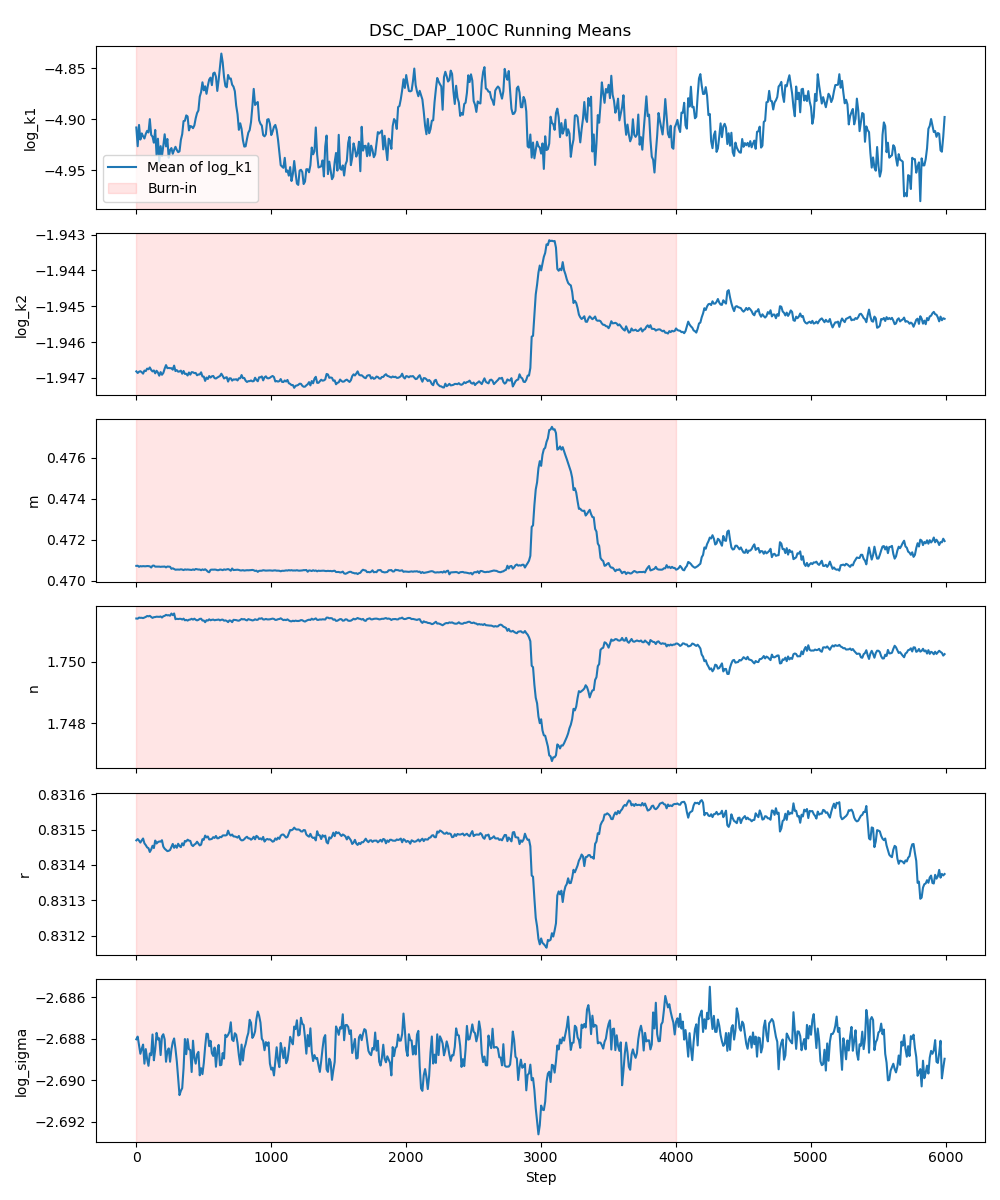 DSC_DAP_100C Running Means
−4.85
−4.90
−4.95
log_k1
Mean of log_k1
Burn-in
−1.943
−1.944
−1.945
−1.946
−1.947
log_k2
0.476
0.474
0.472
0.470
m
1.750
1.748
n
0.8316
0.8315
0.8314
0.8313
0.8312
r
−2.686
−2.688
−2.690
−2.692
log_sigma
0 1000 2000 3000 4000 5000 6000
Step